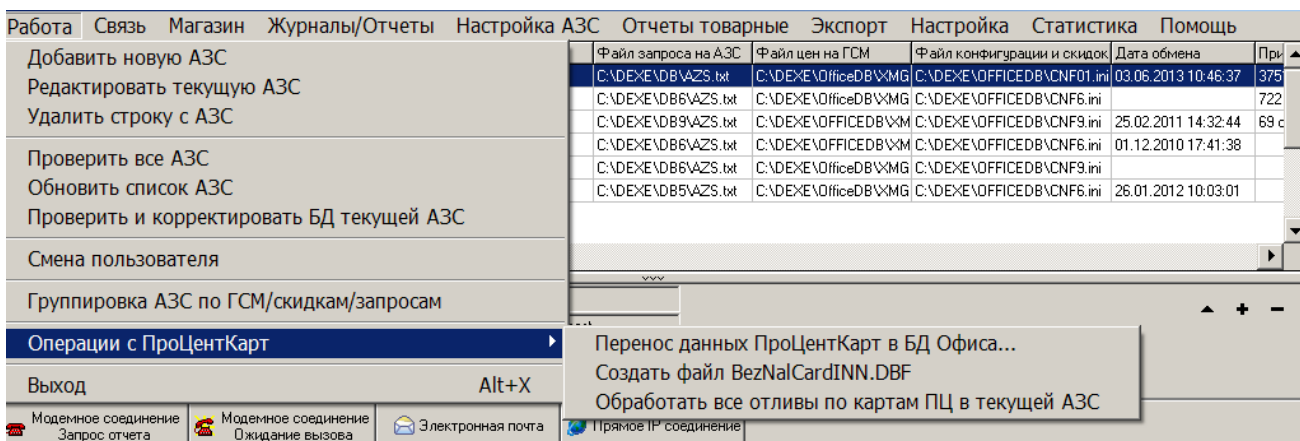 Работа Связь Магазин Журналы/Отчеты Настройка АЗС Отчеты товарные Экспорт Настройка Статистика Помощь
Добавить новую АЗС
Редактировать текущую АЗС
Удалить строку с АЗС
Проверить все АЗС
Обновить список АЗС
Проверить и корректировать БД текущей АЗС
Смена пользователя
Группировка АЗС по ГСМ/скидкам/запросам
Операции с ПроЦентКарт
Выход Alt+X
Файл запроса на АЗС Файл цен на ГСМ Файл конфигурации и скидок Дата обмена При
C:\DEXE\DB\AZS.txt C:\DEXE\OfficeDB\XMG C:\DEXE\OFFICEDB\CNF01.ini 03.06.2013 10:46:37 375
C:\DEXE\DB6\AZS.txt C:\DEXE\OfficeDB\XMG C:\DEXE\OFFICEDB\CNF6.ini 722
C:\DEXE\DB9\AZS.txt C:\DEXE\OFFICEDB\XM C:\DEXE\OFFICEDB\CNF9.ini 25.02.2011 14:32:44 69 с
C:\DEXE\DB6\AZS.txt C:\DEXE\OFFICEDB\XM C:\DEXE\OFFICEDB\CNF6.ini 01.12.2010 17:41:38
C:\DEXE\DB6\AZS.txt C:\DEXE\OfficeDB\XMG C:\DEXE\OFFICEDB\CNF9.ini
C:\DEXE\DB5\AZS.txt C:\DEXE\OfficeDB\XMG C:\DEXE\OFFICEDB\CNF6.ini 26.01.2012 10:03:01
Перенос данных ПроЦентКарт в БД Офиса...
Создать файл BezNalCardINN.DBF
Обработать все отливы по картам ПЦ в текущей АЗС
Модемное соединение
Запрос отчета
Модемное соединение
Ожидание вызова
Электронная почта
Прямое IP соединение